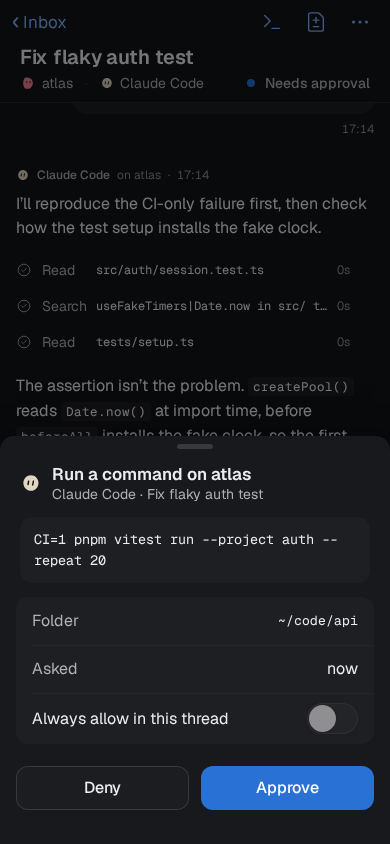 Inbox
Fix flaky auth test
atlas · Claude Code Needs approval
17:14
Claude Code on atlas · 17:14
I'll reproduce the CI-only failure first, then check
how the test setup installs the fake clock.
Read src/auth/session.test.ts 0s
Search useFakeTimers|Date.now in src/ t… 0s
Read tests/setup.ts 0s
The assertion isn't the problem. createPool()
reads Date.now() at import time, before
beforeAll installs the fake clock, so the first
Run a command on atlas
Claude Code · Fix flaky auth test
CI=1 pnpm vitest run --project auth --
repeat 20
Folder ~/code/api
Asked now
Always allow in this thread
Deny Approve